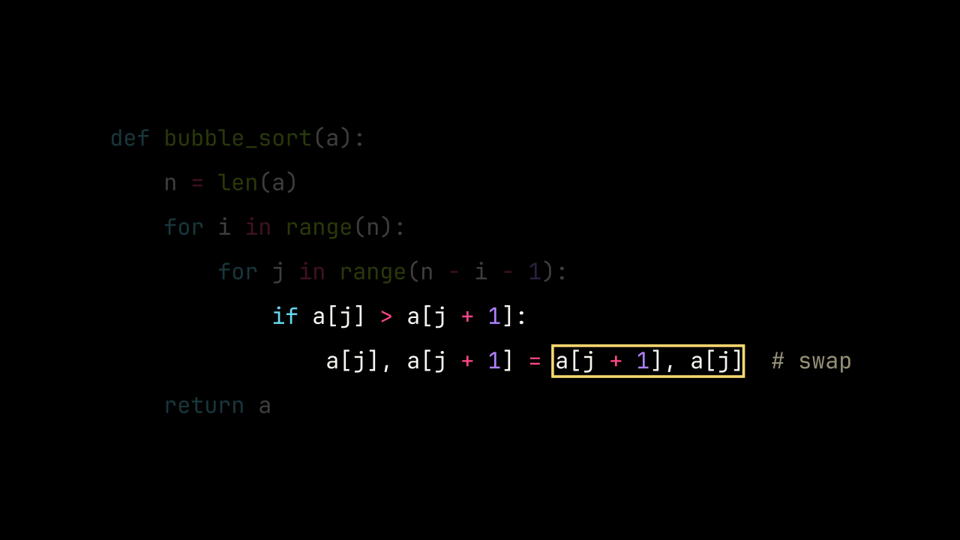 def bubble_sort(a):
    n = len(a)
    for i in range(n):
        for j in range(n - i - 1):
            if a[j] > a[j + 1]:
                a[j], a[j + 1] = a[j + 1], a[j]  # swap
    return a